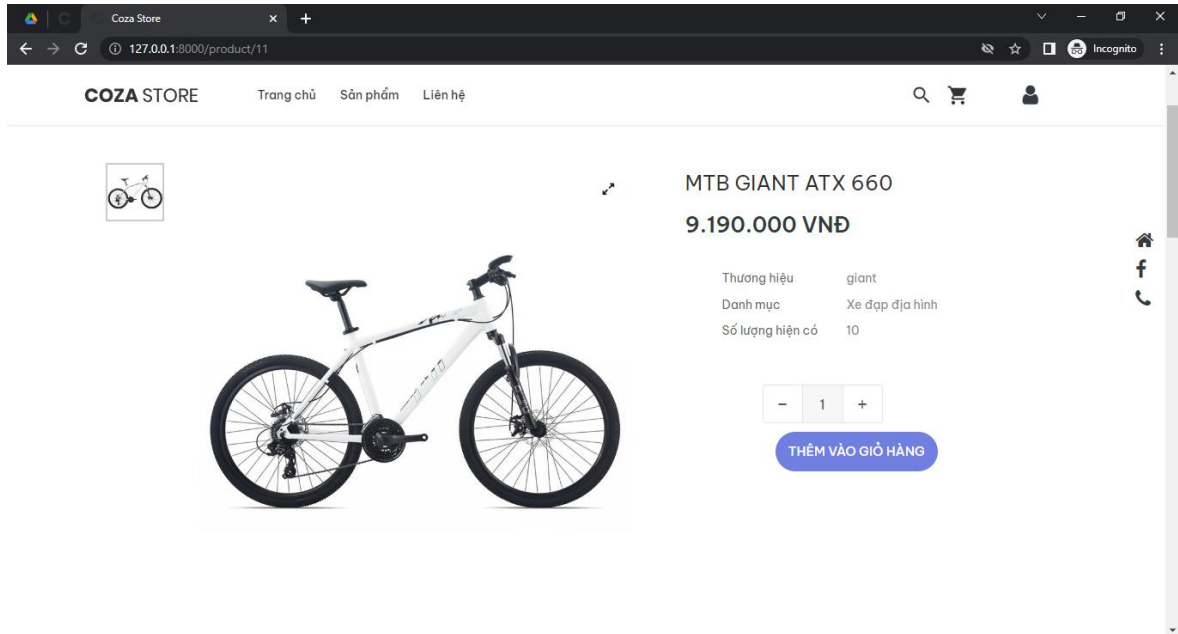 Coza Store
127.0.0.1:8000/product/11
Incognito
COZA STORE
Trang chủ Sản phẩm Liên hệ
MTB GIANT ATX 660
9.190.000 VNĐ
Thương hiệu giant
Danh mục Xe đạp địa hình
Số lượng hiện có 10
− 1 +
THÊM VÀO GIỎ HÀNG